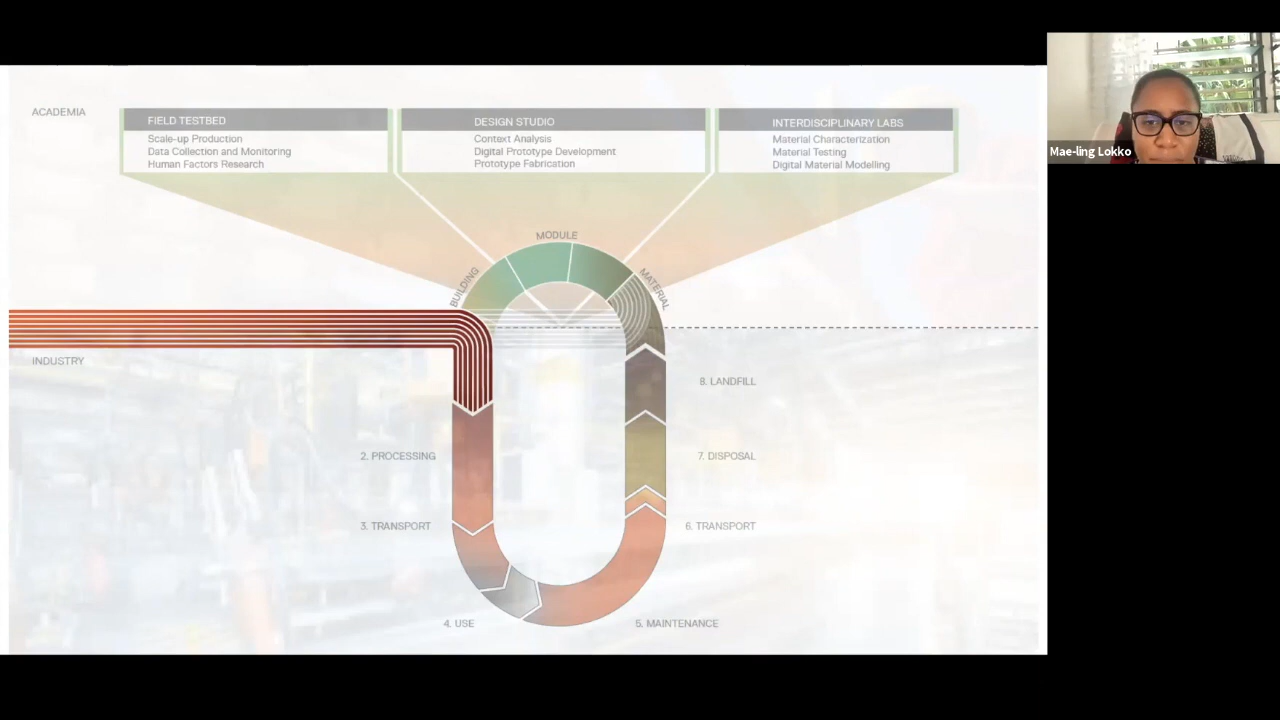 ACADEMIA
FIELD TESTBED
Scale-up Production
Data Collection and Monitoring
Human Factors Research
DESIGN STUDIO
Context Analysis
Digital Prototype Development
Prototype Fabrication
INTERDISCIPLINARY LABS
Material Characterization
Material Testing
Digital Material Modelling
Mae-ling Lokko
MODULE
BUILDING
MATERIAL
INDUSTRY
8. LANDFILL
2. PROCESSING
7. DISPOSAL
3. TRANSPORT
6. TRANSPORT
4. USE
5. MAINTENANCE